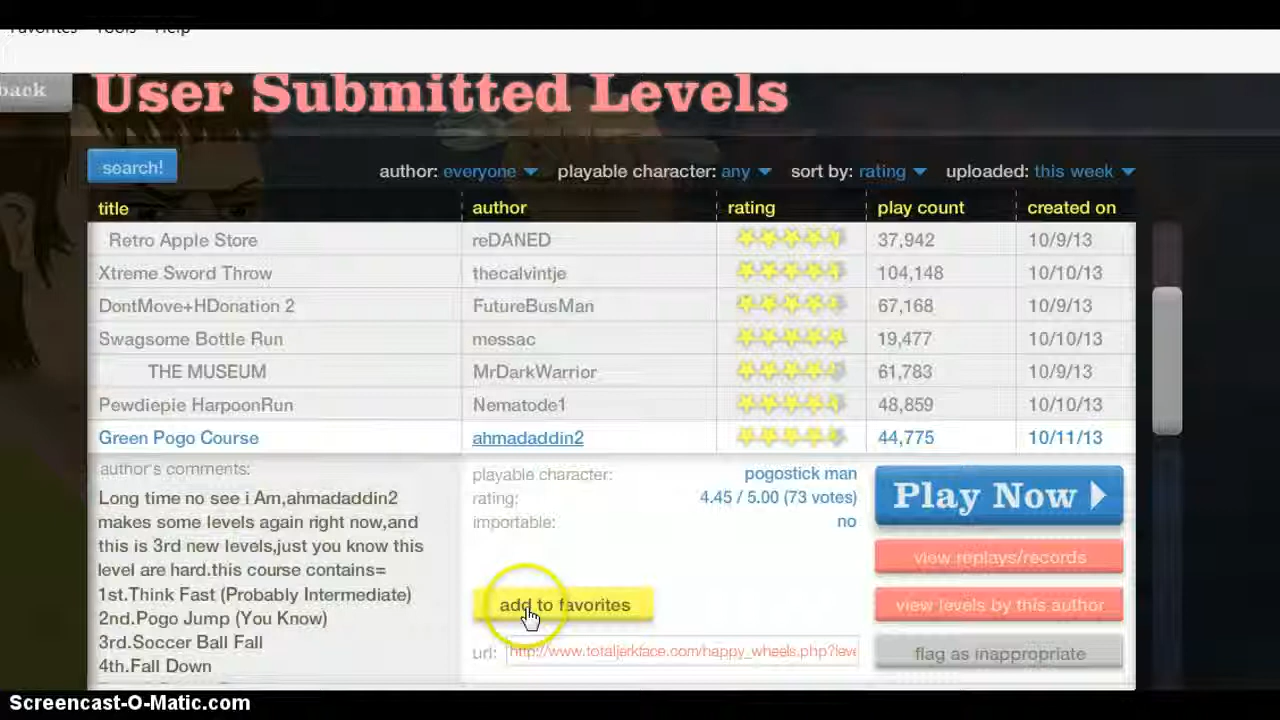 Favorites Tools Help
back
User Submitted Levels
search! author: everyone playable character: any sort by: rating uploaded: this week
title author rating play count created on
Retro Apple Store reDANED 37,942 10/9/13
Xtreme Sword Throw thecalvintje 104,148 10/10/13
DontMove+HDonation 2 FutureBusMan 67,168 10/9/13
Swagsome Bottle Run messac 19,477 10/10/13
THE MUSEUM MrDarkWarrior 61,783 10/9/13
Pewdiepie HarpoonRun Nematode1 48,859 10/10/13
Green Pogo Course ahmadaddin2 44,775 10/11/13
author's comments:
Long time no see i Am,ahmadaddin2
makes some levels again right now,and
this is 3rd new levels,just you know this
level are hard.this course contains=
1st.Think Fast (Probably Intermediate)
2nd.Pogo Jump (You Know)
3rd.Soccer Ball Fall
4th.Fall Down
playable character: pogostick man
rating: 4.45 / 5.00 (73 votes)
importable: no
add to favorites
url: http://www.totaljerkface.com/happy_wheels.php?leve
Play Now
view replays/records
view levels by this author
flag as inappropriate
Screencast-O-Matic.com